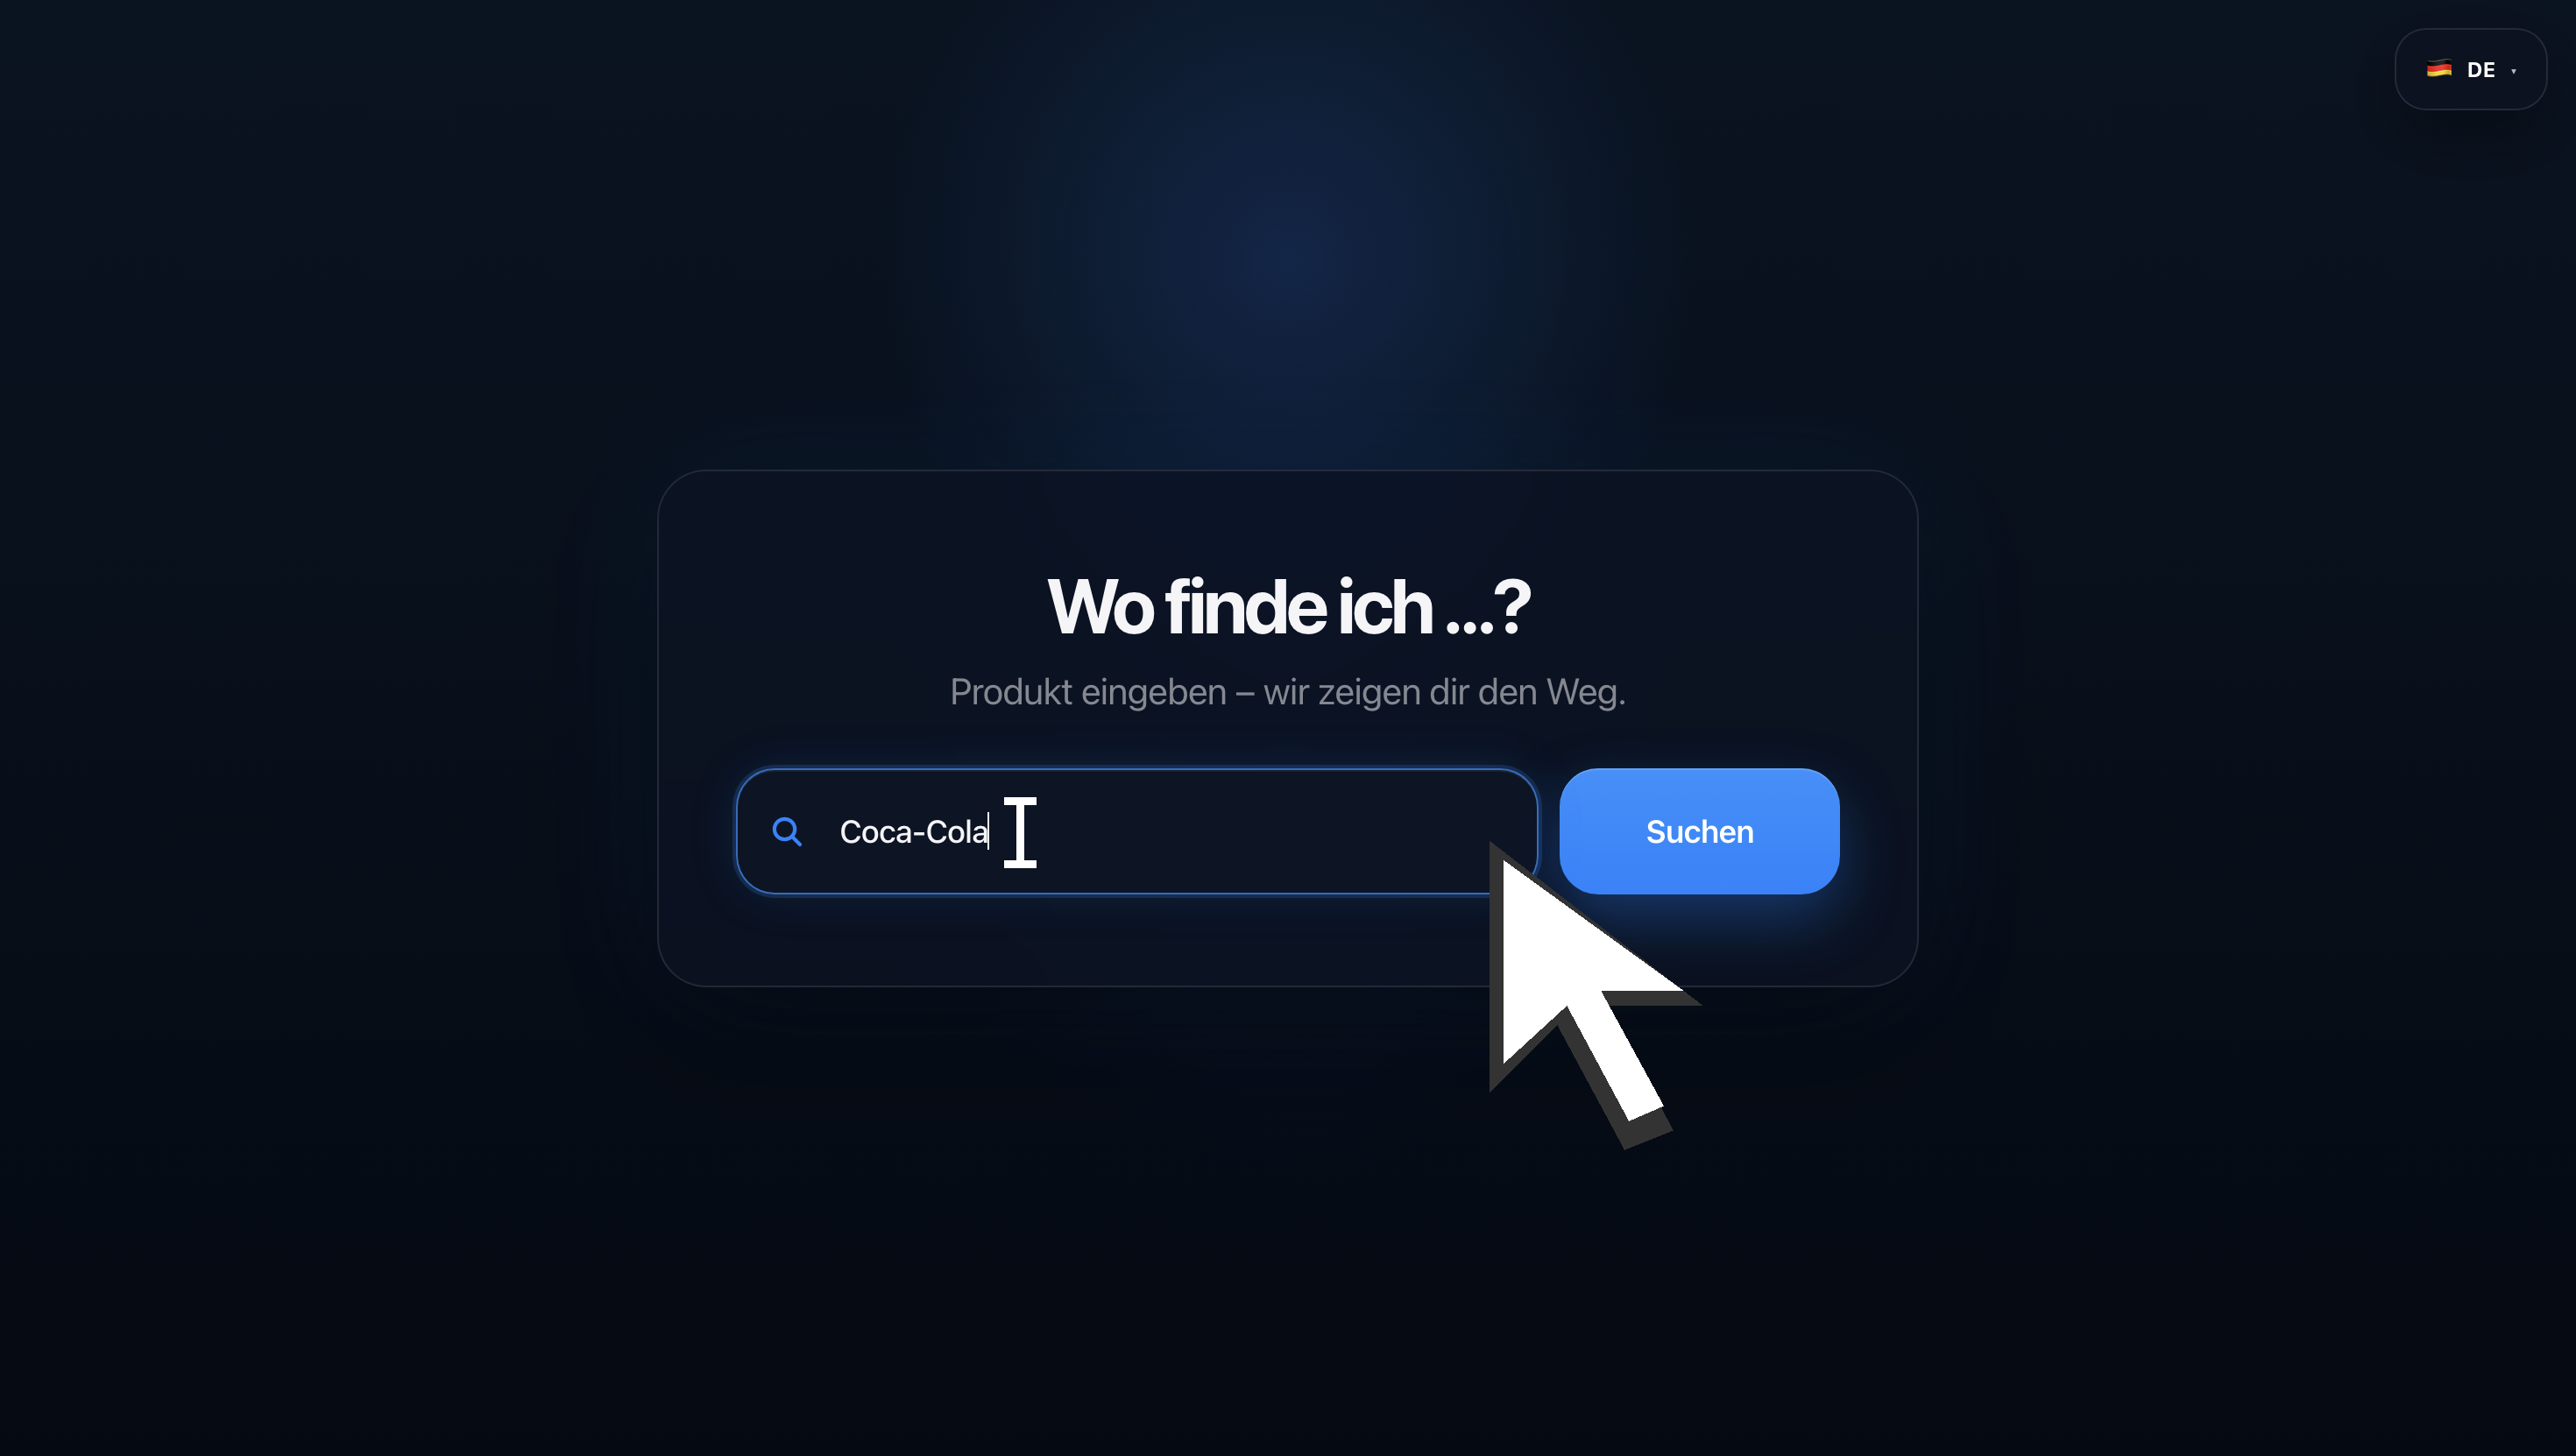 🇩🇪 DE ▾
Wo finde ich ...?
Produkt eingeben – wir zeigen dir den Weg.
Coca-Cola
Suchen